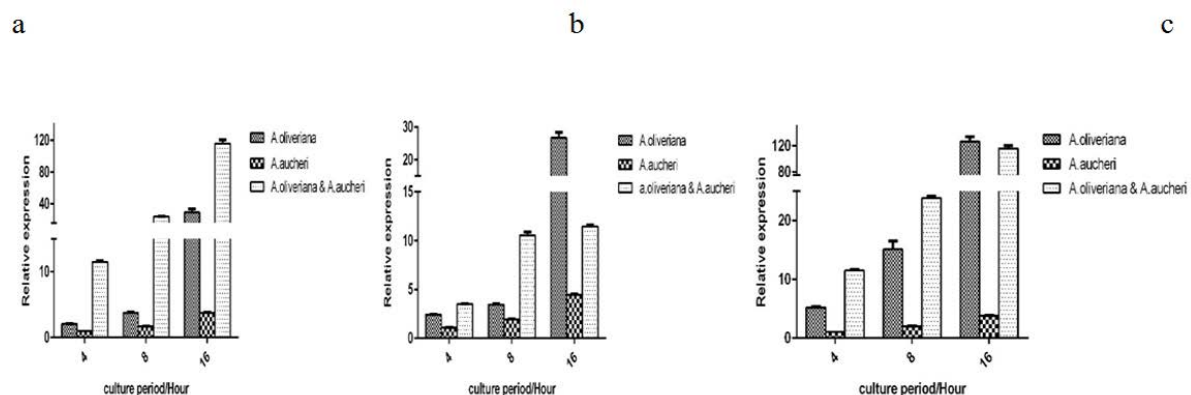 a
b
c
Relative expression
120
80
40
10
0
4
8
16
culture period/Hour
A.oliveriana
A.aucheri
A.oliveriana & A.aucheri
Relative expression
30
20
15
10
5
0
4
8
16
culture period/Hour
A.oliveriana
A.aucheri
a.oliveriana & A.aucheri
Relative expression
120
80
20
10
0
4
8
16
culture period/Hour
A.oliveriana
A.aucheri
A.oliveriana & A.aucheri